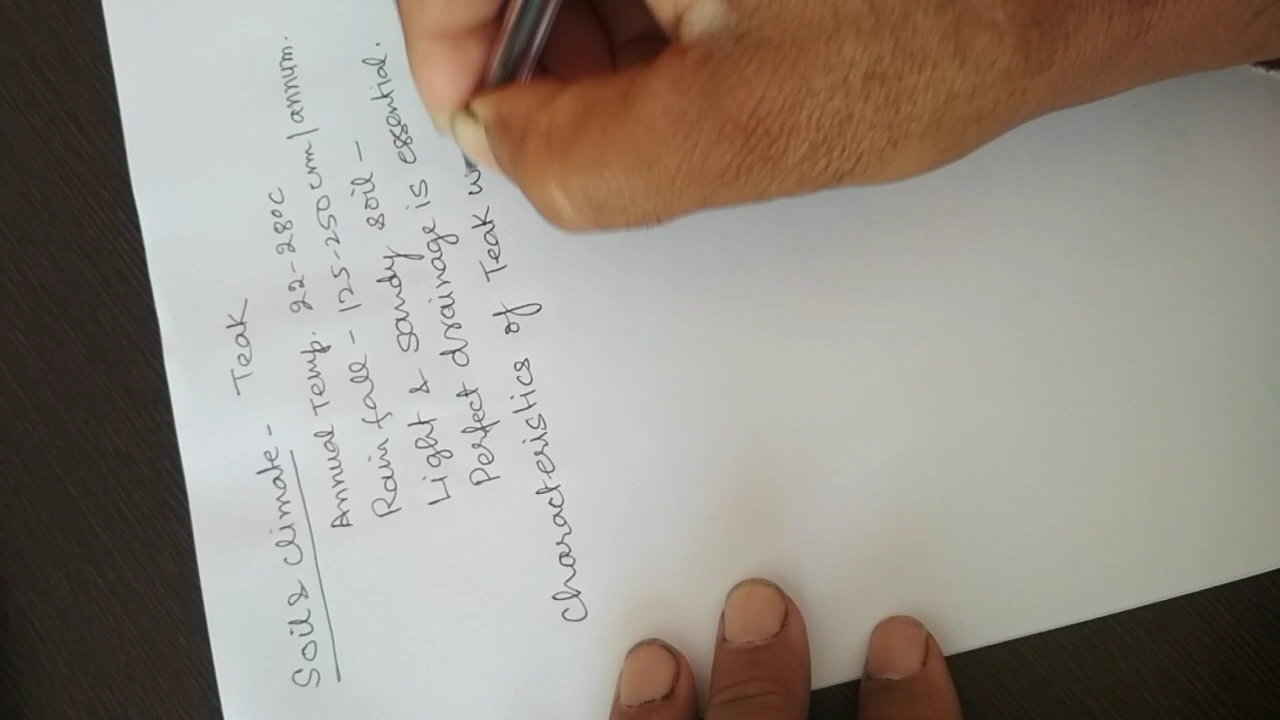 Teak
Soil & Climate -
Annual Temp. 22-28°C
Rain fall - 125-250 cm/annum.
Light & sandy soil -
Perfect drainage is essential.
Characteristics of Teak w